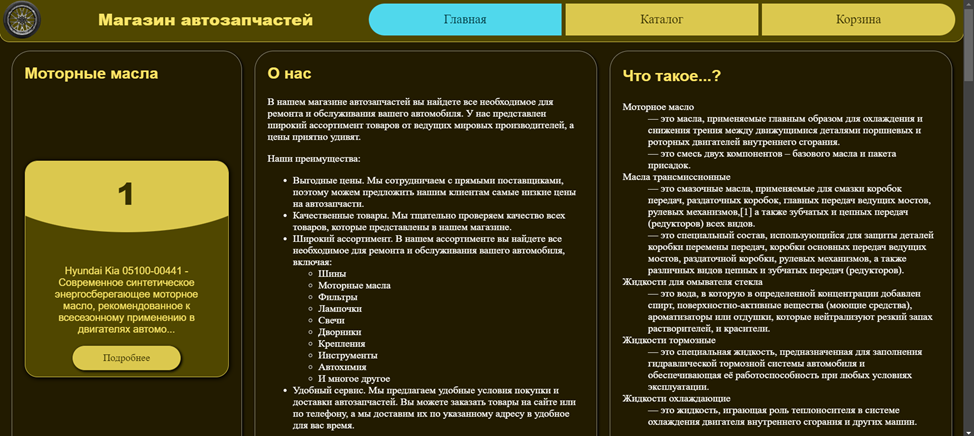 Магазин автозапчастей
Главная
Каталог
Корзина
Моторные масла
1
Hyundai Kia 05100-00441 -
Современное синтетическое
энергосберегающее моторное
масло, рекомендованное к
всесезонному применению в
двигателях автомо...
Подробнее
О нас
В нашем магазине автозапчастей вы найдете все необходимое для
ремонта и обслуживания вашего автомобиля. У нас представлен
широкий ассортимент товаров от ведущих мировых производителей, а
цены приятно удивят.
Наши преимущества:
• Выгодные цены. Мы сотрудничаем с прямыми поставщиками,
поэтому можем предложить нашим клиентам самые низкие цены
на автозапчасти.
• Качественные товары. Мы тщательно проверяем качество всех
товаров, которые представлены в нашем магазине.
• Широкий ассортимент. В нашем ассортименте вы найдете все
необходимое для ремонта и обслуживания вашего автомобиля,
включая:
◦ Шины
◦ Моторные масла
◦ Фильтры
◦ Лампочки
◦ Свечи
◦ Дворники
◦ Крепления
◦ Инструменты
◦ Автохимия
◦ И многое другое
• Удобный сервис. Мы предлагаем удобные условия покупки и
доставки автозапчастей. Вы можете заказать товары на сайте или
по телефону, а мы доставим их по указанному адресу в удобное
для вас время.
Что такое...?
Моторное масло
— это масла, применяемые главным образом для охлаждения и
снижения трения между движущимися деталями поршневых и
роторных двигателей внутреннего сгорания.
— это смесь двух компонентов – базового масла и пакета
присадок.
Масла трансмиссионные
— это смазочные масла, применяемые для смазки коробок
передач, раздаточных коробок, главных передач ведущих мостов,
рулевых механизмов,[1] а также зубчатых и цепных передач
(редукторов) всех видов.
— это специальный состав, использующийся для защиты деталей
коробки перемены передач, коробки основных передач ведущих
мостов, раздаточной коробки, рулевых механизмов, а также
различных видов цепных и зубчатых передач (редукторов).
Жидкости для омывателя стекла
— это вода, в которую в определенной концентрации добавлен
спирт, поверхностно-активные вещества (моющие средства),
ароматизаторы или отдушки, которые нейтрализуют резкий запах
растворителей, и красители.
Жидкости тормозные
— это специальная жидкость, предназначенная для заполнения
гидравлической тормозной системы автомобиля и
обеспечивающая её работоспособность при любых условиях
эксплуатации.
Жидкости охлаждающие
— это жидкость, играющая роль теплоносителя в системе
охлаждения двигателя внутреннего сгорания и других машин.